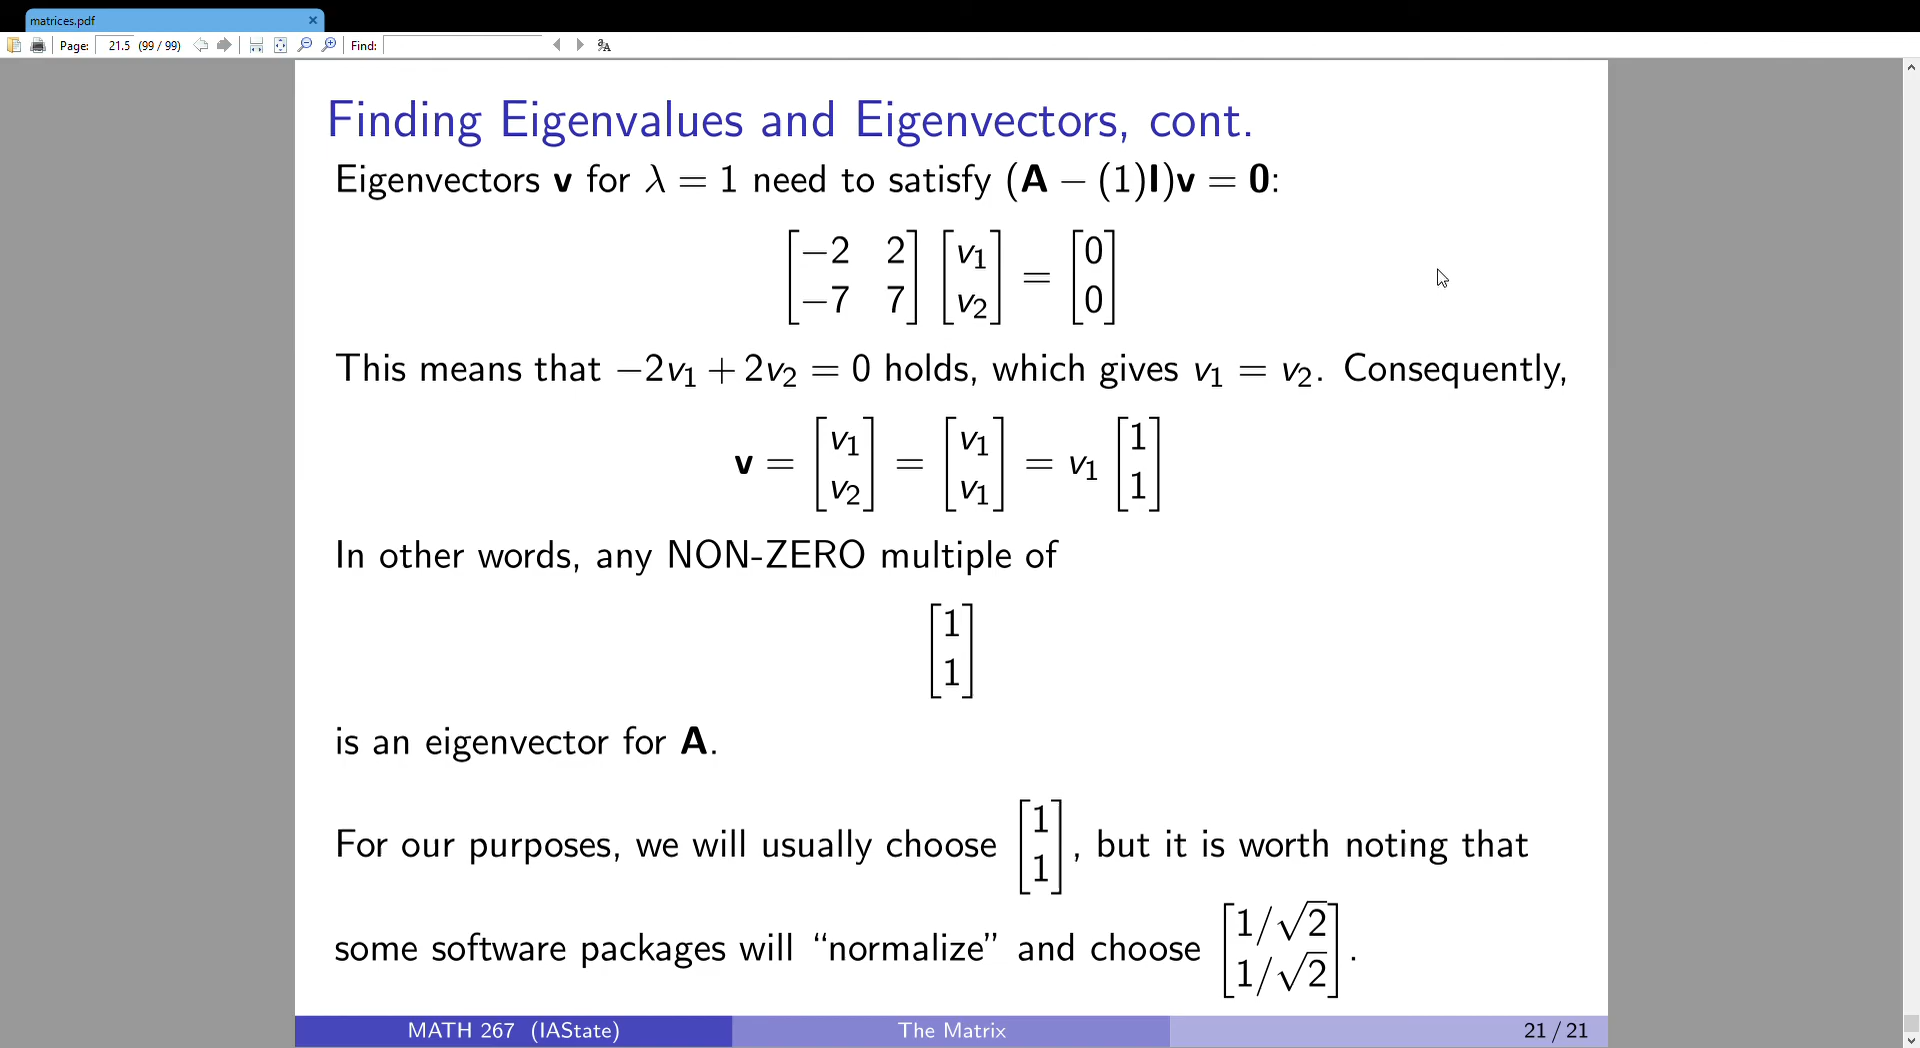 matrices.pdf
Page: 21.5 (99 / 99) Find:
Finding Eigenvalues and Eigenvectors, cont.
Eigenvectors v for λ = 1 need to satisfy (A − (1)I)v = 0:
[−2 2; −7 7] [v₁; v₂] = [0; 0]
This means that −2v₁ + 2v₂ = 0 holds, which gives v₁ = v₂. Consequently,
v = [v₁; v₂] = [v₁; v₁] = v₁ [1; 1]
In other words, any NON-ZERO multiple of
[1; 1]
is an eigenvector for A.
For our purposes, we will usually choose [1; 1], but it is worth noting that
some software packages will “normalize” and choose [1/√2; 1/√2].
MATH 267 (IAState) The Matrix 21 / 21